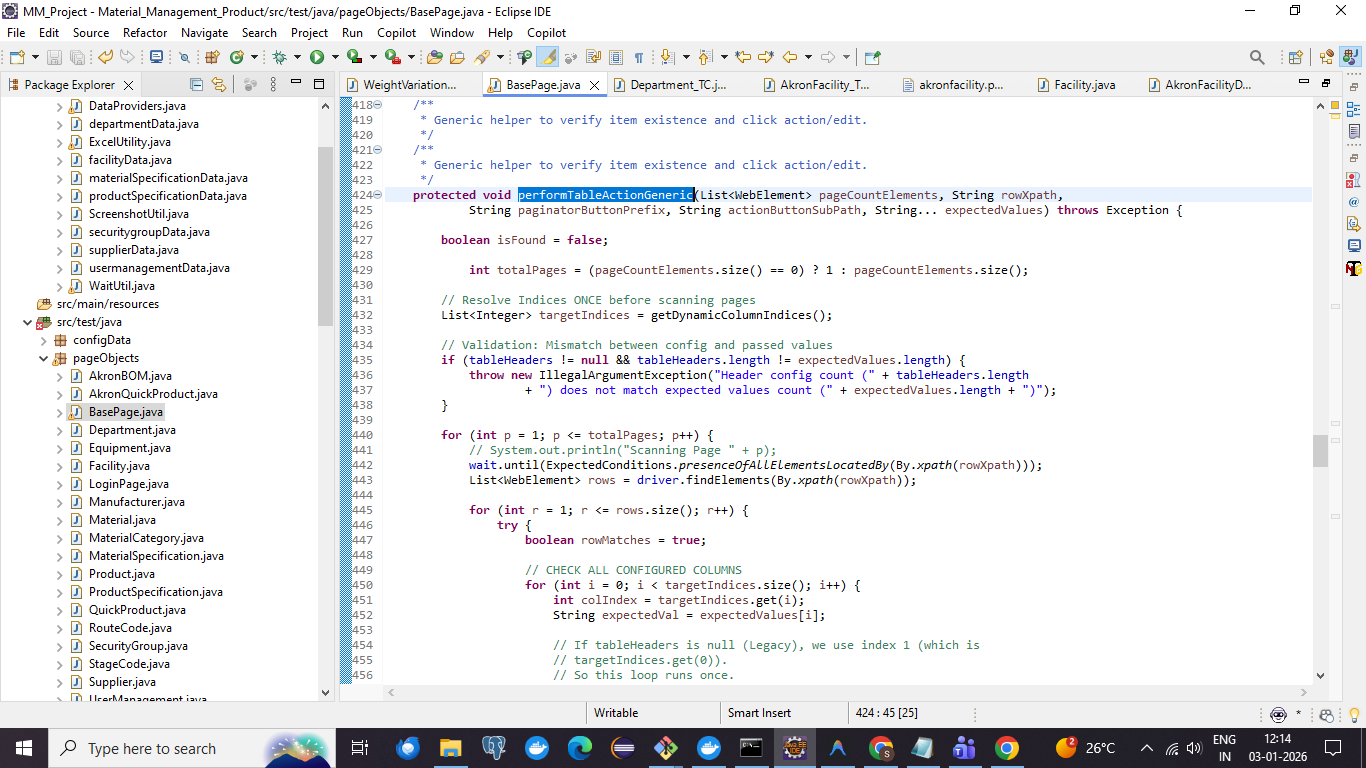 MM_Project - Material_Management_Product/src/test/java/pageObjects/BasePage.java - Eclipse IDE
File Edit Source Refactor Navigate Search Project Run Copilot Window Help Copilot
Package Explorer
WeightVariation...
BasePage.java
Department_TC.j...
AkronFacility_T...
akronfacility.p...
Facility.java
AkronFacilityD...
DataProviders.java
departmentData.java
ExcelUtility.java
facilityData.java
materialSpecificationData.java
productSpecificationData.java
ScreenshotUtil.java
securitygroupData.java
supplierData.java
usermanagementData.java
WaitUtil.java
src/main/resources
src/test/java
configData
pageObjects
AkronBOM.java
AkronQuickProduct.java
BasePage.java
Department.java
Equipment.java
Facility.java
LoginPage.java
Manufacturer.java
Material.java
MaterialCategory.java
MaterialSpecification.java
Product.java
ProductSpecification.java
QuickProduct.java
RouteCode.java
SecurityGroup.java
StageCode.java
Supplier.java
UserManagement.java
418 /**
419 * Generic helper to verify item existence and click action/edit.
420 */
421 /**
422 * Generic helper to verify item existence and click action/edit.
423 */
424 protected void performTableActionGeneric(List<WebElement> pageCountElements, String rowXpath,
425 String paginatorButtonPrefix, String actionButtonSubPath, String... expectedValues) throws Exception {
426
427 boolean isFound = false;
428
429 int totalPages = (pageCountElements.size() == 0) ? 1 : pageCountElements.size();
430
431 // Resolve Indices ONCE before scanning pages
432 List<Integer> targetIndices = getDynamicColumnIndices();
433
434 // Validation: Mismatch between config and passed values
435 if (tableHeaders != null && tableHeaders.length != expectedValues.length) {
436 throw new IllegalArgumentException("Header config count (" + tableHeaders.length
437 + ") does not match expected values count (" + expectedValues.length + ")");
438 }
439
440 for (int p = 1; p <= totalPages; p++) {
441 // System.out.println("Scanning Page " + p);
442 wait.until(ExpectedConditions.presenceOfAllElementsLocatedBy(By.xpath(rowXpath)));
443 List<WebElement> rows = driver.findElements(By.xpath(rowXpath));
444
445 for (int r = 1; r <= rows.size(); r++) {
446 try {
447 boolean rowMatches = true;
448
449 // CHECK ALL CONFIGURED COLUMNS
450 for (int i = 0; i < targetIndices.size(); i++) {
451 int colIndex = targetIndices.get(i);
452 String expectedVal = expectedValues[i];
453
454 // If tableHeaders is null (Legacy), we use index 1 (which is
455 // targetIndices.get(0)).
456 // So this loop runs once.
Writable Smart Insert 424 : 45 [25]
Type here to search
26°C
ENG
IN
12:14
03-01-2026